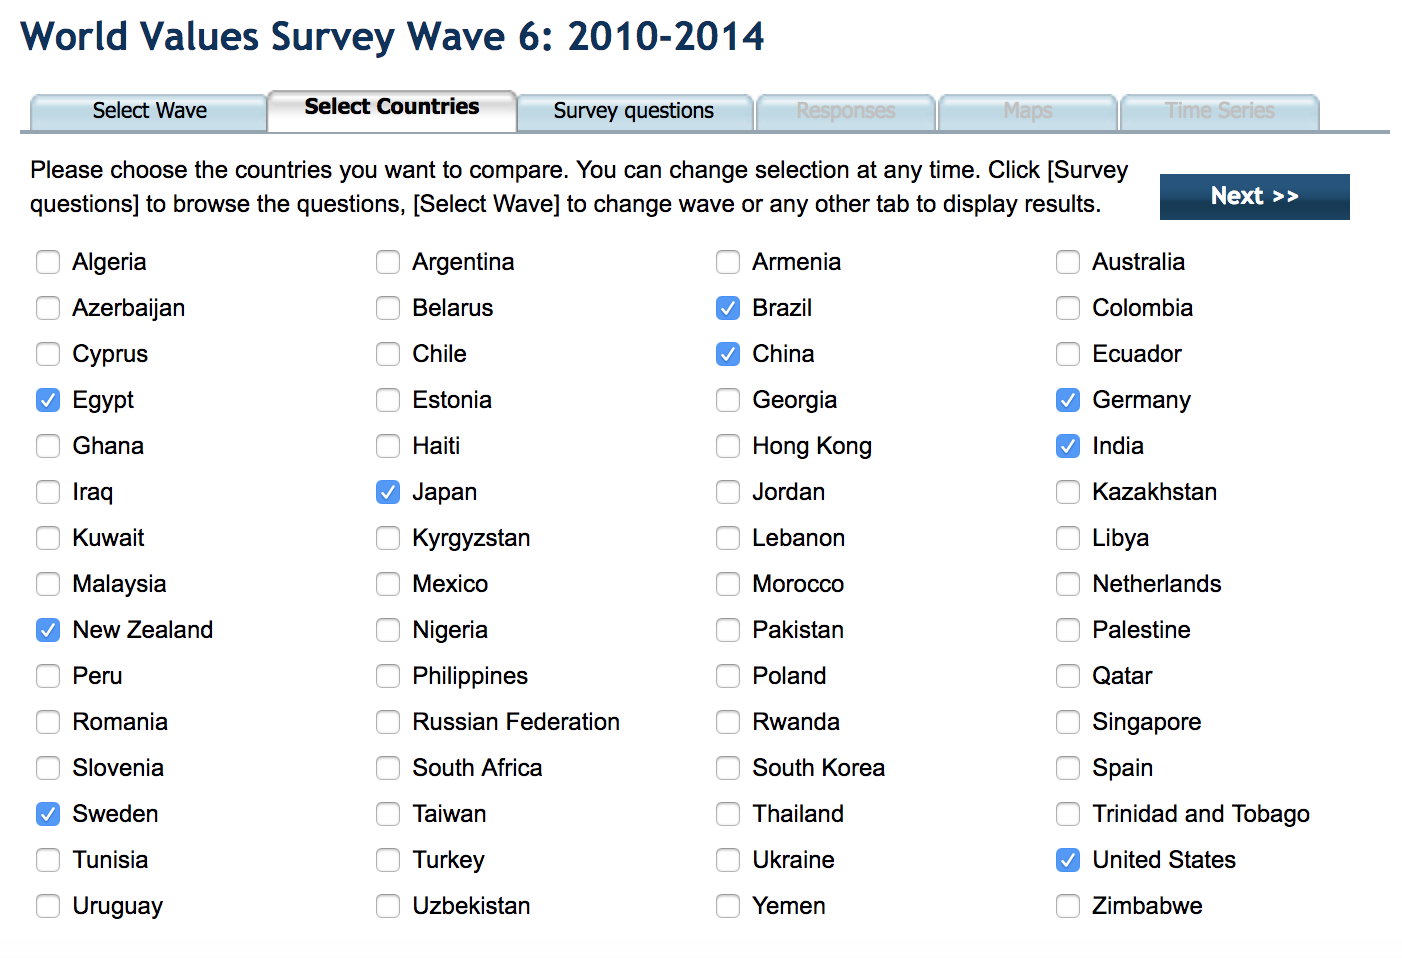 World Values Survey Wave 6: 2010-2014
Select Wave Select Countries Survey questions Responses Maps Time Series
Please choose the countries you want to compare. You can change selection at any time. Click [Survey
questions] to browse the questions, [Select Wave] to change wave or any other tab to display results.
Next >>
Algeria Argentina Armenia Australia
Azerbaijan Belarus Brazil Colombia
Cyprus Chile China Ecuador
Egypt Estonia Georgia Germany
Ghana Haiti Hong Kong India
Iraq Japan Jordan Kazakhstan
Kuwait Kyrgyzstan Lebanon Libya
Malaysia Mexico Morocco Netherlands
New Zealand Nigeria Pakistan Palestine
Peru Philippines Poland Qatar
Romania Russian Federation Rwanda Singapore
Slovenia South Africa South Korea Spain
Sweden Taiwan Thailand Trinidad and Tobago
Tunisia Turkey Ukraine United States
Uruguay Uzbekistan Yemen Zimbabwe